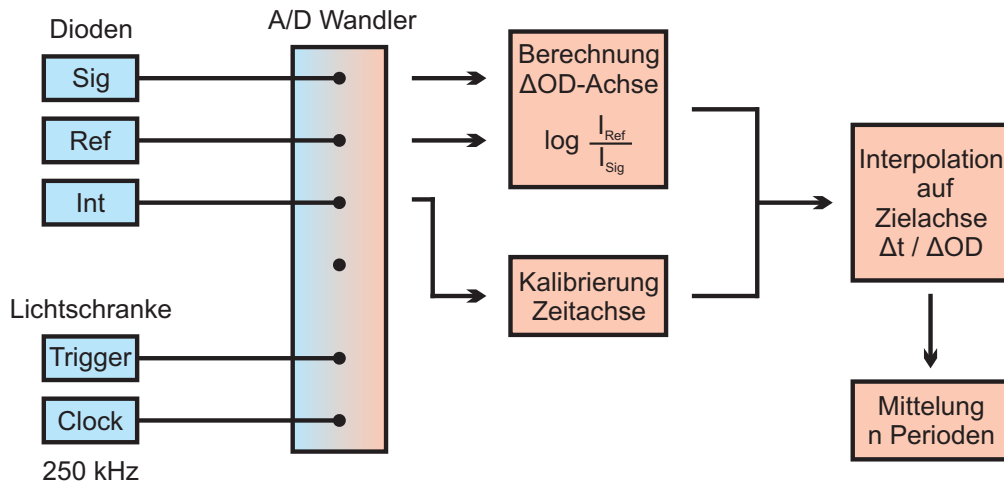 Dioden
A/D Wandler
Sig
Ref
Int
Lichtschranke
Trigger
Clock
250 kHz
Berechnung
ΔOD-Achse
log I_Ref / I_Sig
Kalibrierung
Zeitachse
Interpolation
auf
Zielachse
Δt / ΔOD
Mittelung
n Perioden